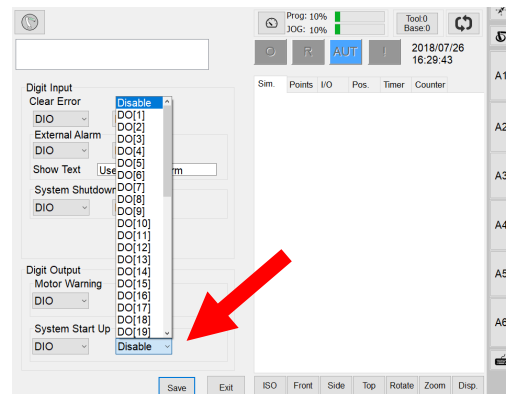 Prog: 10%
JOG: 10%
Tool:0
Base:0
O R AUT I
2018/07/26
16:29:43
Sim. Points I/O Pos. Timer Counter
Digit Input
Clear Error
DIO
External Alarm
DIO
Show Text Use rm
System Shutdown
DIO
Disable
DO[1]
DO[2]
DO[3]
DO[4]
DO[5]
DO[6]
DO[7]
DO[8]
DO[9]
DO[10]
DO[11]
DO[12]
DO[13]
DO[14]
DO[15]
DO[16]
DO[17]
DO[18]
DO[19]
Digit Output
Motor Warning
DIO
System Start Up
DIO Disable
Save Exit
ISO Front Side Top Rotate Zoom Disp.
A1
A2
A3
A4
A5
A6